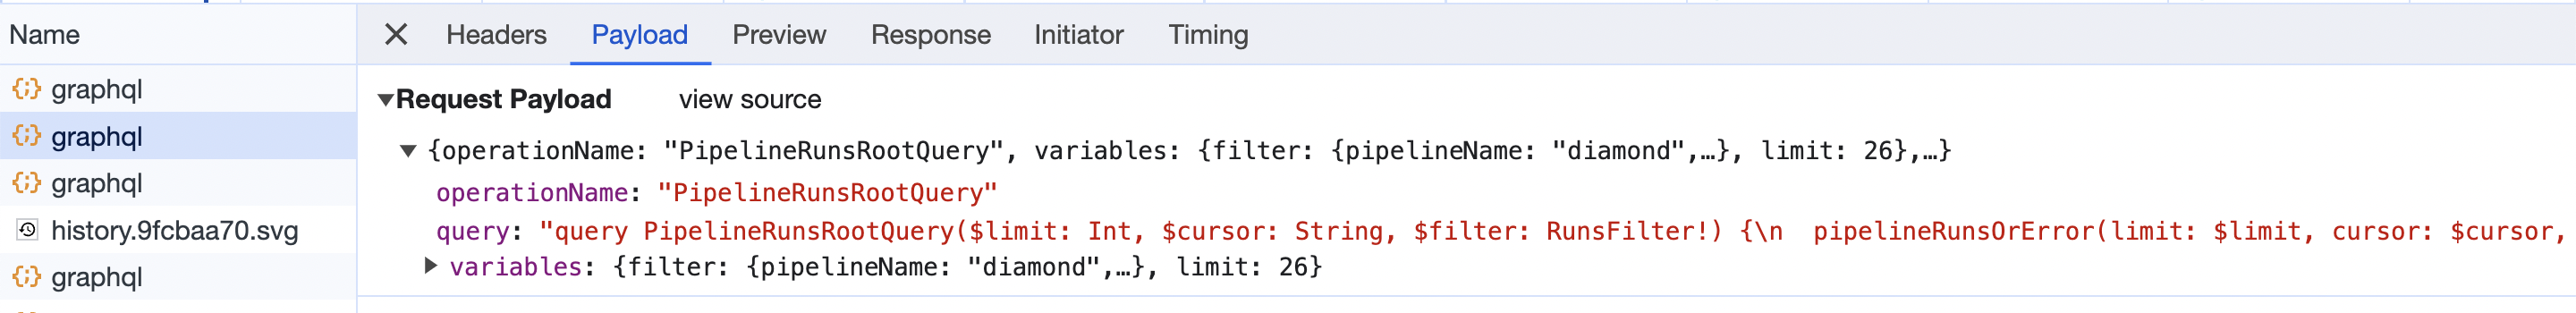 Name
graphql
graphql
graphql
history.9fcbaa70.svg
graphql
Headers Payload Preview Response Initiator Timing
▼Request Payload view source
▼ {operationName: "PipelineRunsRootQuery", variables: {filter: {pipelineName: "diamond",…}, limit: 26},…}
operationName: "PipelineRunsRootQuery"
query: "query PipelineRunsRootQuery($limit: Int, $cursor: String, $filter: RunsFilter!) {\n  pipelineRunsOrError(limit: $limit, cursor: $cursor,
▶ variables: {filter: {pipelineName: "diamond",…}, limit: 26}